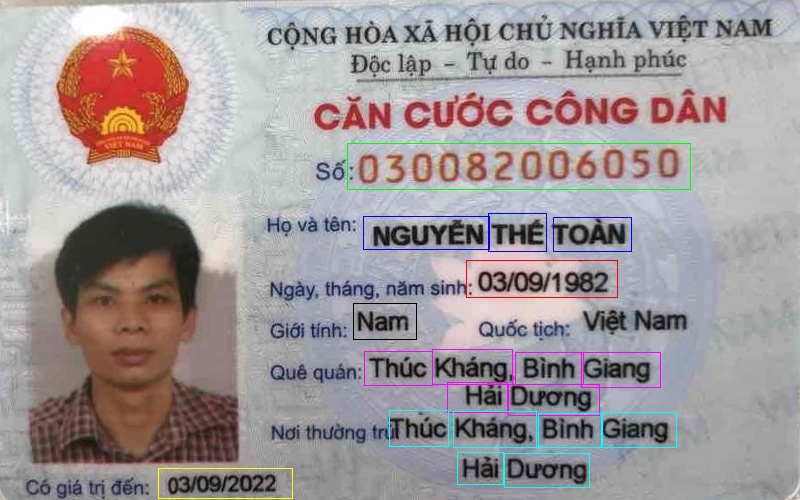 CỘNG HÒA XÃ HỘI CHỦ NGHĨA VIỆT NAM
Độc lập - Tự do - Hạnh phúc
CĂN CƯỚC CÔNG DÂN
Số: 030082006050
Họ và tên: NGUYỄN THẾ TOÀN
Ngày, tháng, năm sinh: 03/09/1982
Giới tính: Nam Quốc tịch: Việt Nam
Quê quán: Thúc Kháng, Bình Giang
Hải Dương
Nơi thường trú: Thúc Kháng, Bình Giang
Hải Dương
Có giá trị đến: 03/09/2022